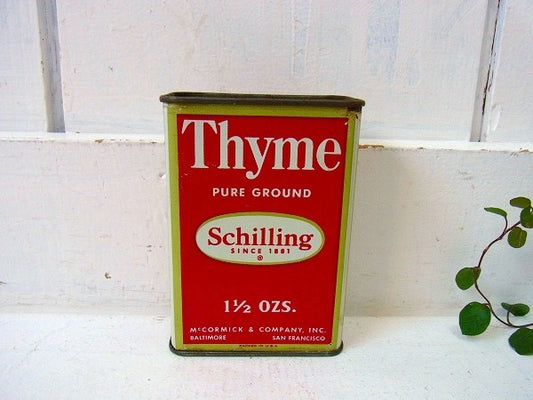 Thyme
PURE GROUND
Schilling
SINCE 1881
®
1½ OZS.
McCORMICK & COMPANY, INC.
BALTIMORE SAN FRANCISCO